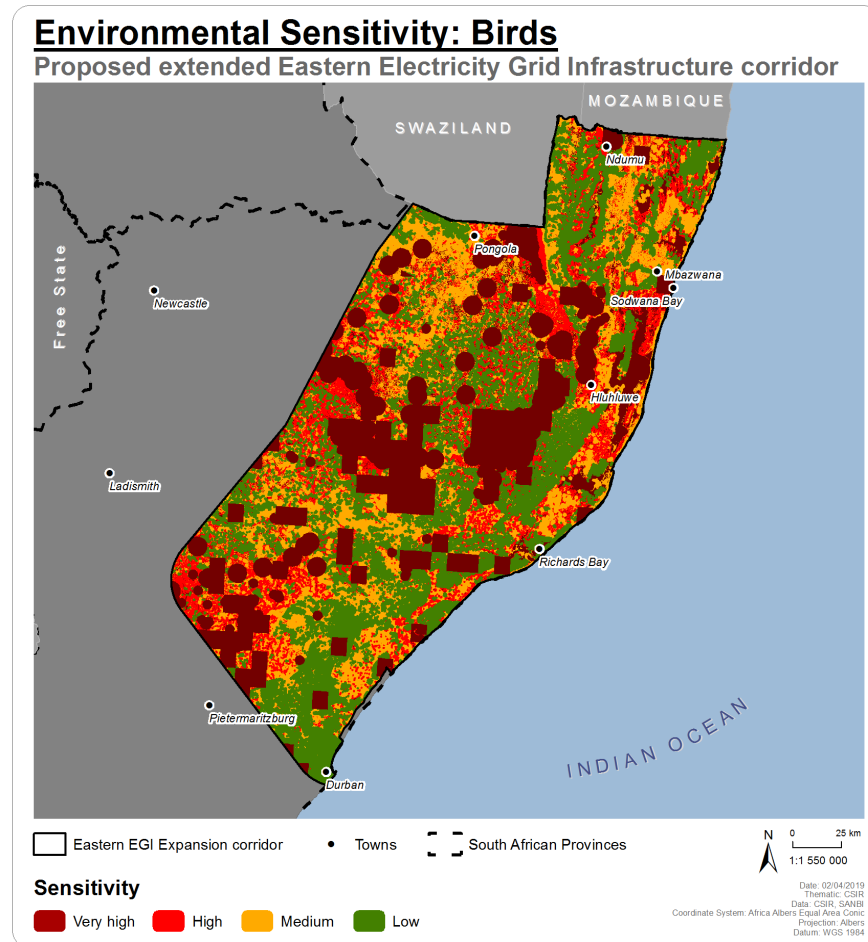 Environmental Sensitivity: Birds
Proposed extended Eastern Electricity Grid Infrastructure corridor
MOZAMBIQUE
SWAZILAND
Ndumu
Pongola
Free State
Mbazwana
Newcastle
Sodwana Bay
Hluhluwe
Ladismith
Richards Bay
Pietermaritzburg
INDIAN OCEAN
Durban
Eastern EGI Expansion corridor
Towns
South African Provinces
N
0 25 km
1:1 550 000
Sensitivity
Very high
High
Medium
Low
Date: 02/04/2019
Thematic: CSIR
Data: CSIR, SANBI
Coordinate System: Africa Albers Equal Area Conic
Projection: Albers
Datum: WGS 1984